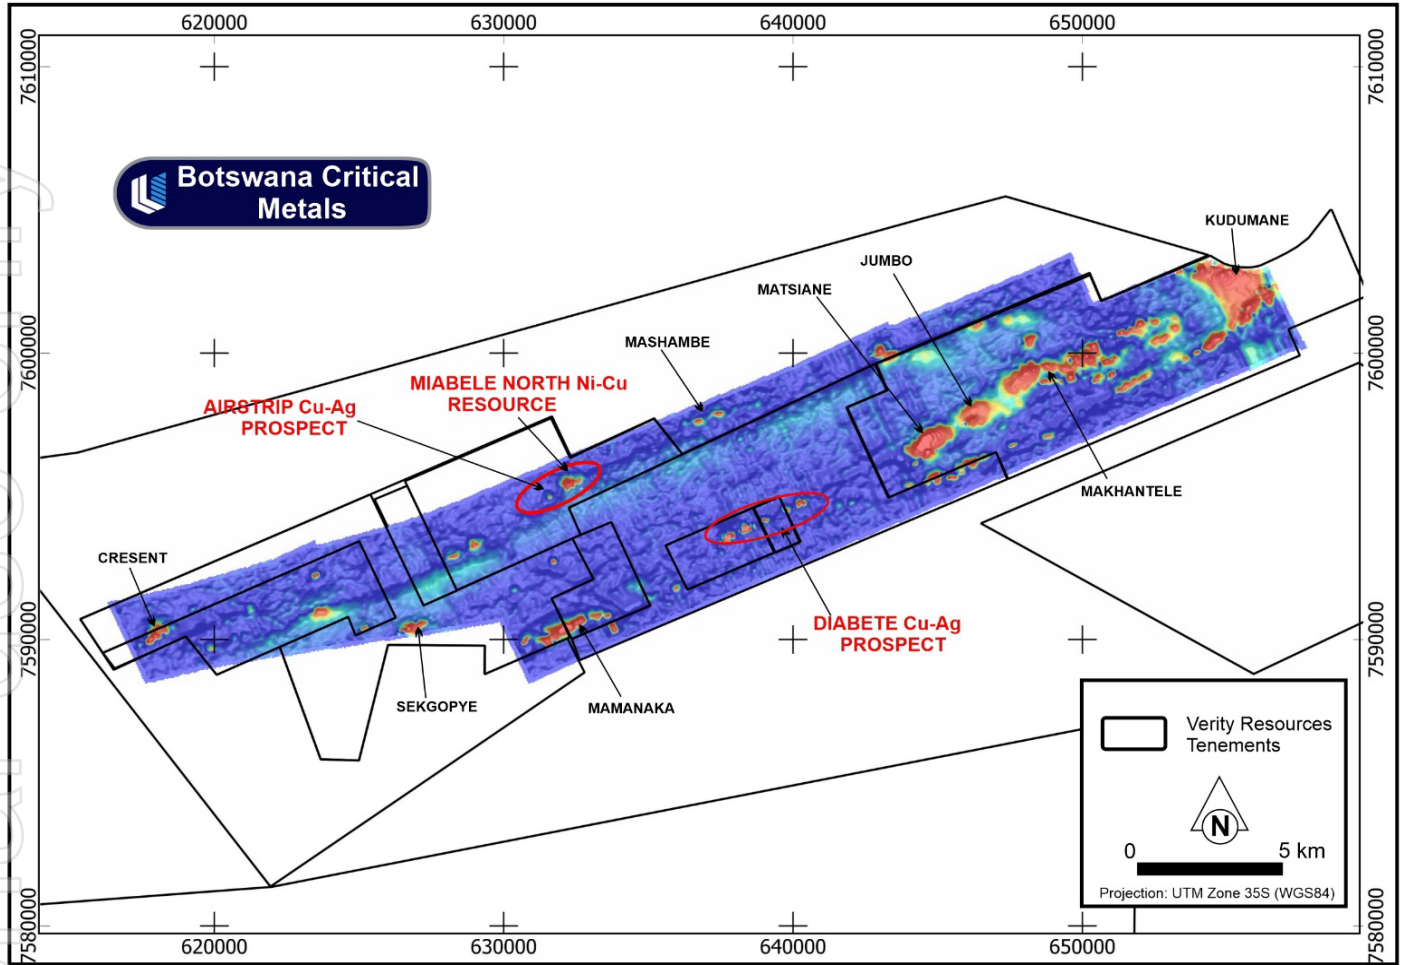 620000
630000
640000
650000
7610000
7610000
Botswana Critical
Metals
KUDUMANE
JUMBO
MATSIANE
MASHAMBE
7600000
7600000
MIABELE NORTH Ni-Cu
RESOURCE
AIRSTRIP Cu-Ag
PROSPECT
MAKHANTELE
CRESENT
DIABETE Cu-Ag
PROSPECT
7590000
7590000
SEKGOPYE
MAMANAKA
Verity Resources
Tenements
N
0
5 km
Projection: UTM Zone 35S (WGS84)
7580000
7580000
620000
630000
640000
650000